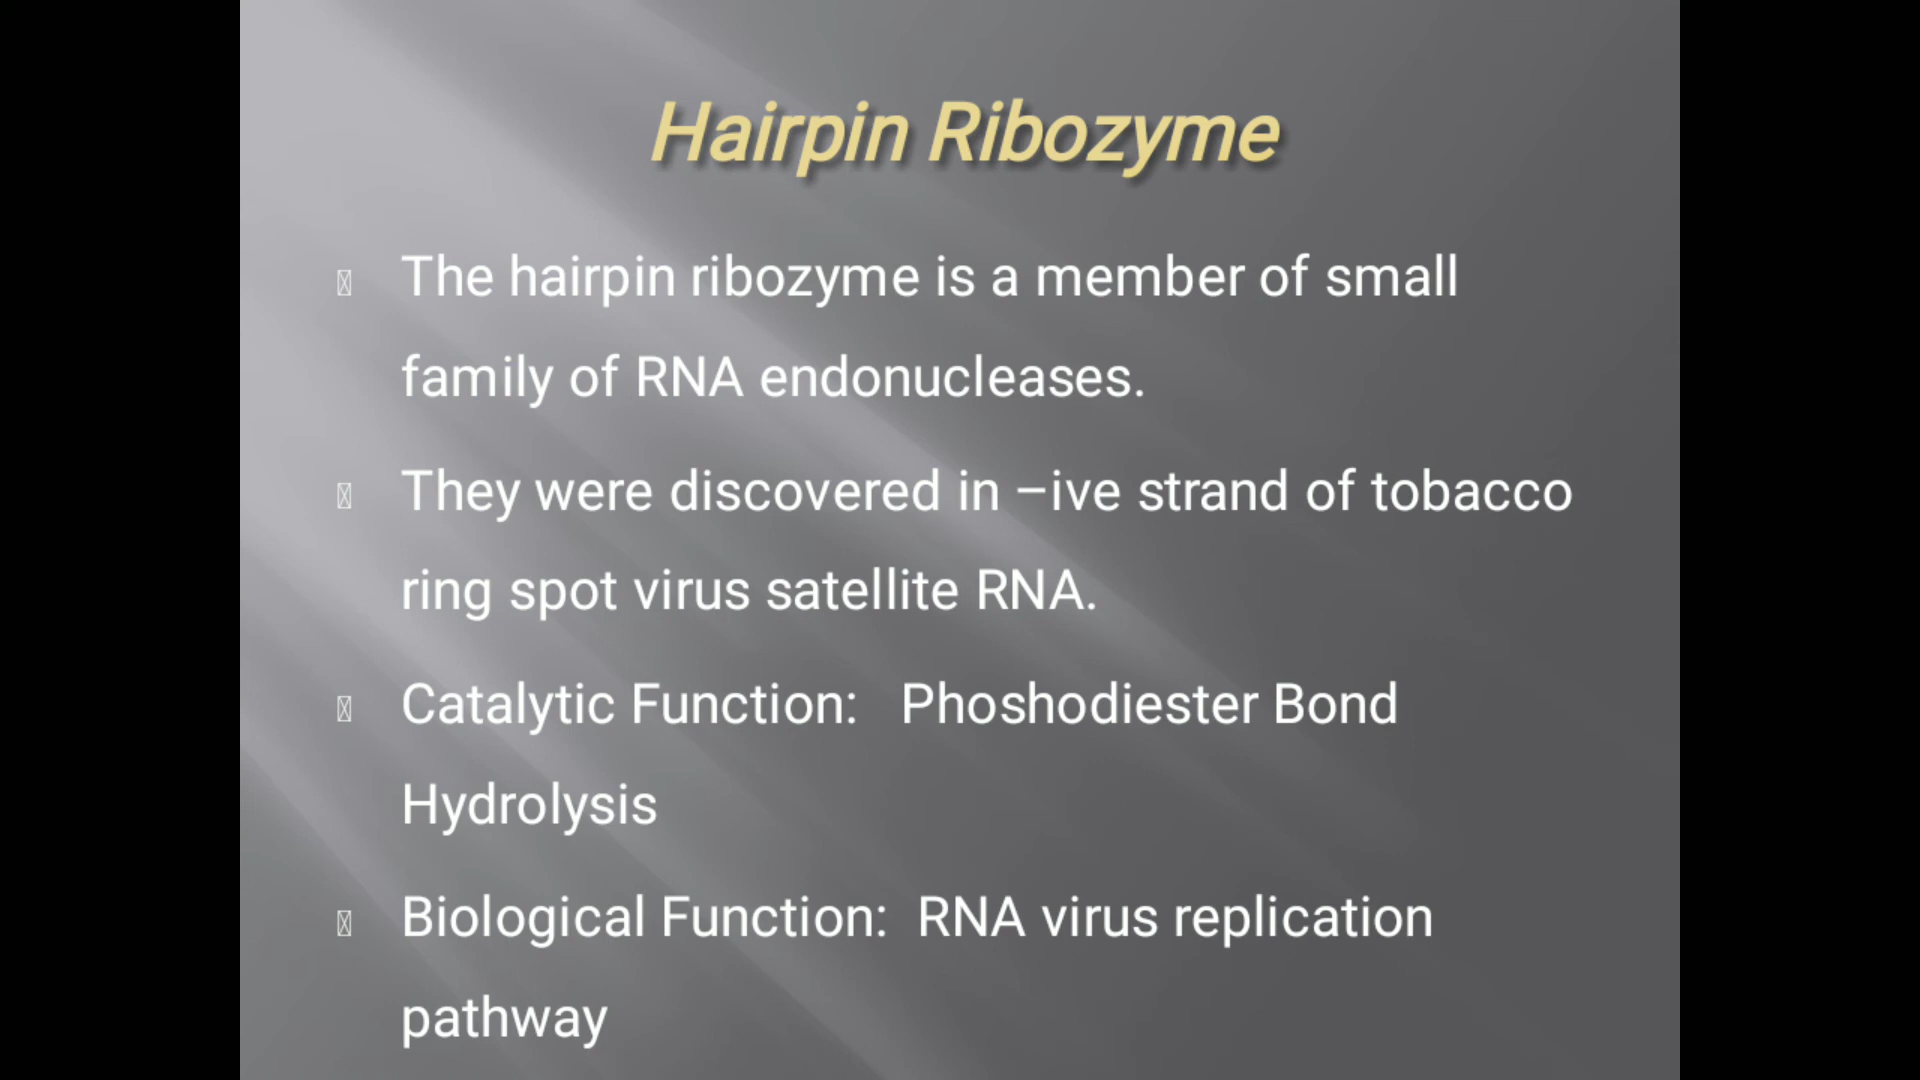 Hairpin Ribozyme
The hairpin ribozyme is a member of small
family of RNA endonucleases.
They were discovered in –ive strand of tobacco
ring spot virus satellite RNA.
Catalytic Function: Phoshodiester Bond
Hydrolysis
Biological Function: RNA virus replication
pathway